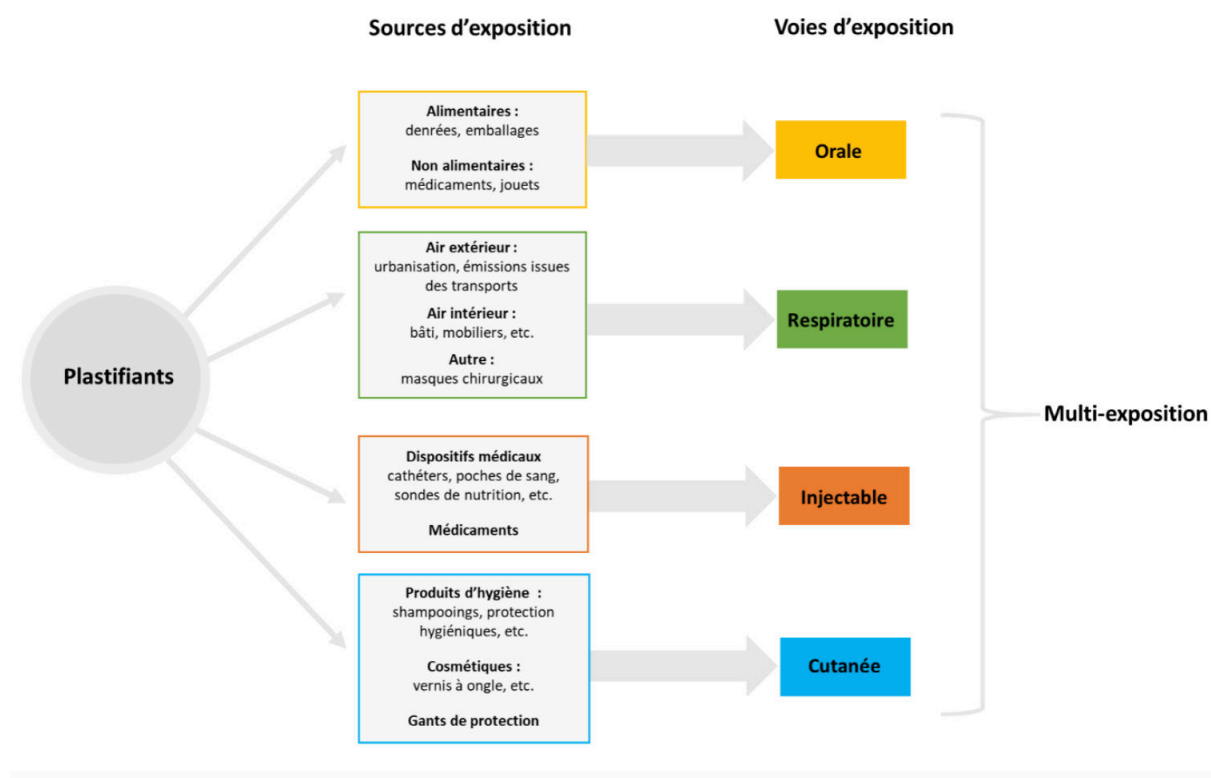 Sources d’exposition
Voies d’exposition
Plastifiants
Alimentaires :
denrées, emballages
Non alimentaires :
médicaments, jouets
Orale
Air extérieur :
urbanisation, émissions issues
des transports
Air intérieur :
bâti, mobiliers, etc.
Autre :
masques chirurgicaux
Respiratoire
Dispositifs médicaux
cathéters, poches de sang,
sondes de nutrition, etc.
Médicaments
Injectable
Produits d’hygiène :
shampooings, protection
hygiéniques, etc.
Cosmétiques :
vernis à ongle, etc.
Gants de protection
Cutanée
Multi-exposition